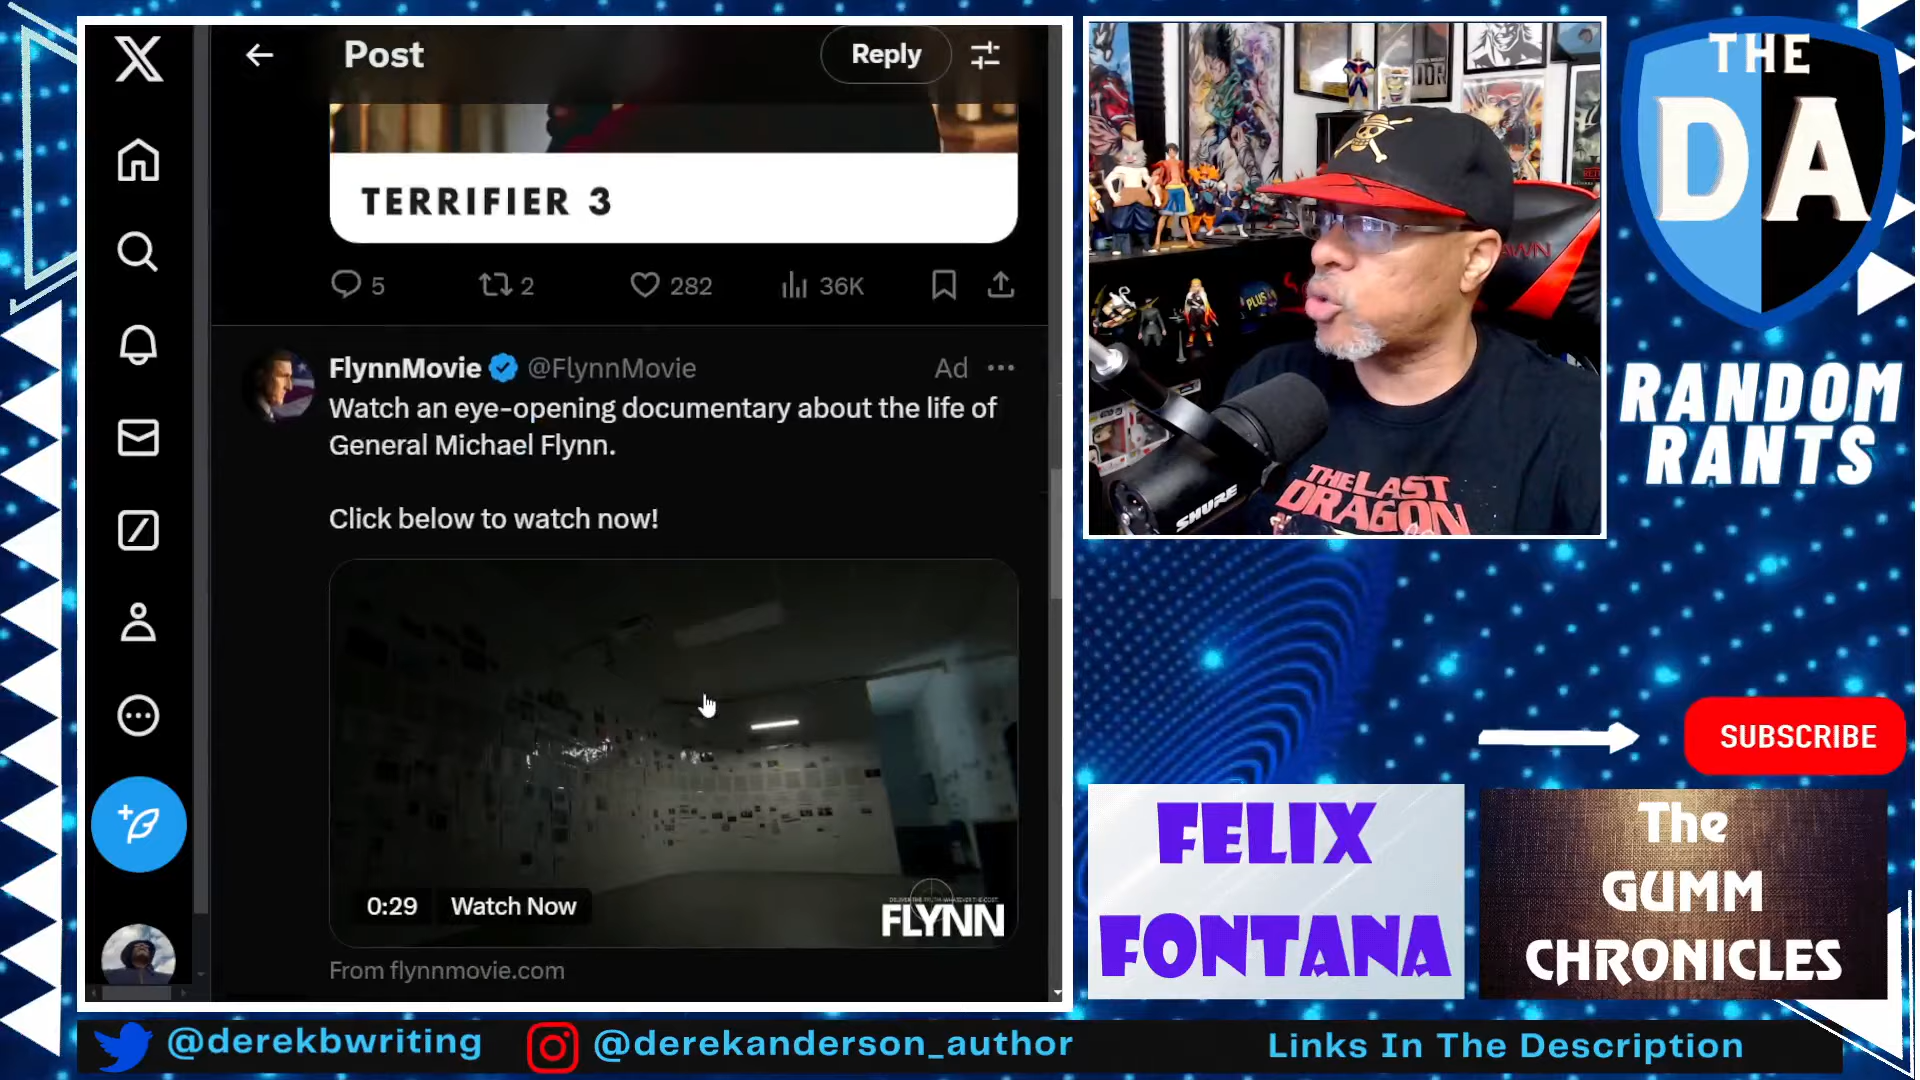 Post
Reply
TERRIFIER 3
5
2
282
36K
FlynnMovie @FlynnMovie
Ad
Watch an eye-opening documentary about the life of
General Michael Flynn.
Click below to watch now!
0:29
Watch Now
FLYNN
From flynnmovie.com
PLUS
SHURE
THE LAST
DRAGON
THE
DA
RANDOM
RANTS
SUBSCRIBE
FELIX
FONTANA
The
GUMM
CHRONICLES
@derekbwriting
@derekanderson_author
Links In The Description